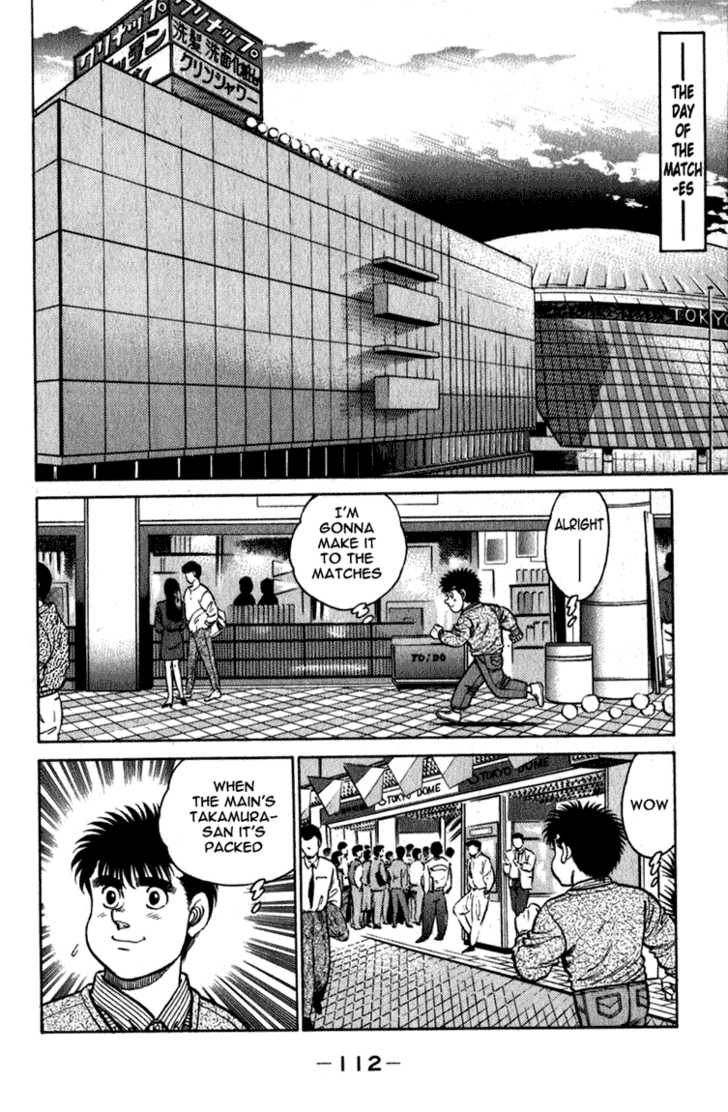 クリナップ
クリナップ
洗髪洗面化粧台
クリンシャワー
THE
DAY
OF
THE
MATCH
-ES
TOKYO
ALRIGHT
I'M
GONNA
MAKE IT
TO THE
MATCHES
TO:DO
WOW
TOKYO DOME
TOKYO DOME
WHEN
THE MAIN'S
TAKAMURA-
SAN IT'S
PACKED
-112-